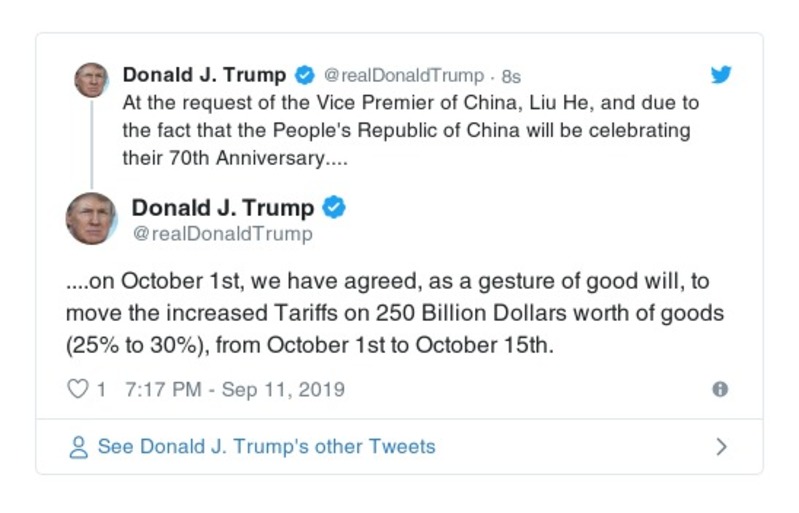 Donald J. Trump @realDonaldTrump · 8s
At the request of the Vice Premier of China, Liu He, and due to
the fact that the People's Republic of China will be celebrating
their 70th Anniversary....
Donald J. Trump
@realDonaldTrump
....on October 1st, we have agreed, as a gesture of good will, to
move the increased Tariffs on 250 Billion Dollars worth of goods
(25% to 30%), from October 1st to October 15th.
1 7:17 PM - Sep 11, 2019
See Donald J. Trump's other Tweets